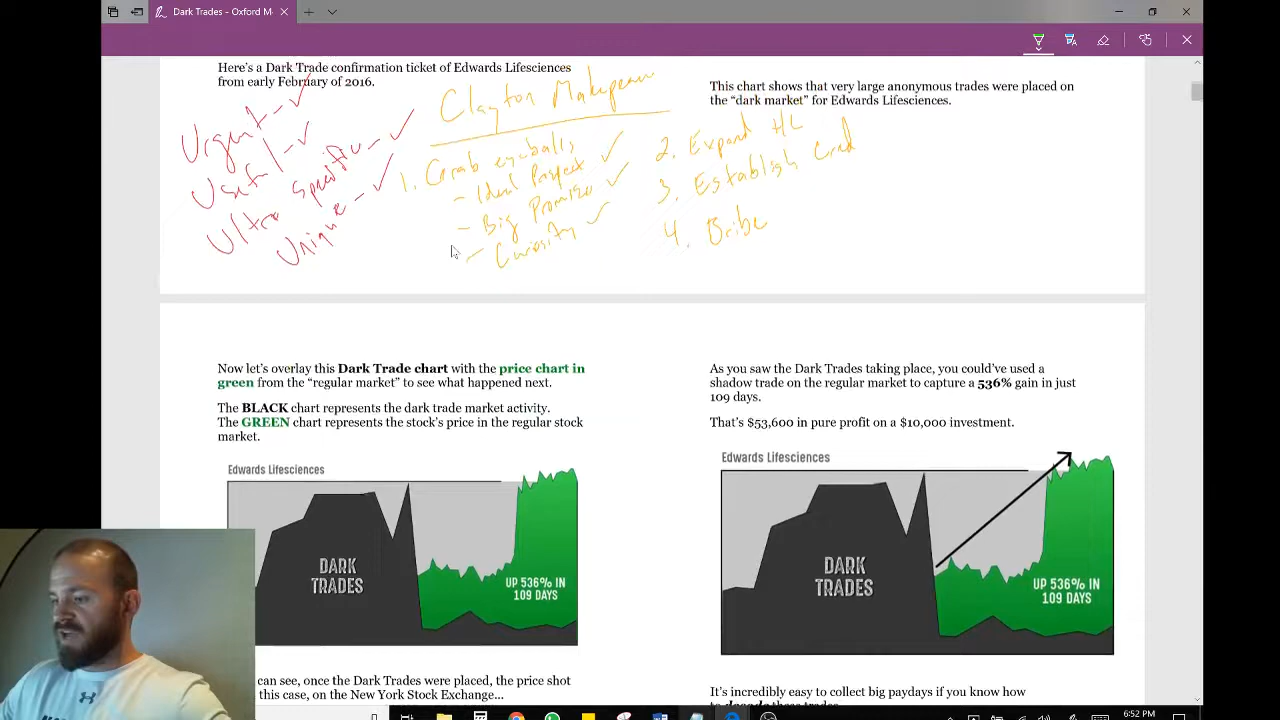 Dark Trades - Oxford M
Here's a Dark Trade confirmation ticket of Edwards Lifesciences
from early February of 2016.
This chart shows that very large anonymous trades were placed on
the “dark market” for Edwards Lifesciences.
Urgent - ✓
Useful - ✓
Ultra specific - ✓
Unique - ✓
Clayton Makepeace
1. Grab eyeballs
- Ideal Prospect ✓
- Big Promise ✓
- Curiosity ✓
2. Expand H/L
3. Establish Cred
4. Bribe
Now let's overlay this Dark Trade chart with the price chart in
green from the “regular market” to see what happened next.
The BLACK chart represents the dark trade market activity.
The GREEN chart represents the stock's price in the regular stock
market.
Edwards Lifesciences
DARK
TRADES
UP 536% IN
109 DAYS
can see, once the Dark Trades were placed, the price shot
this case, on the New York Stock Exchange...
As you saw the Dark Trades taking place, you could've used a
shadow trade on the regular market to capture a 536% gain in just
109 days.
That's $53,600 in pure profit on a $10,000 investment.
Edwards Lifesciences
DARK
TRADES
UP 536% IN
109 DAYS
It's incredibly easy to collect big paydays if you know how
to decode these trades
6:52 PM